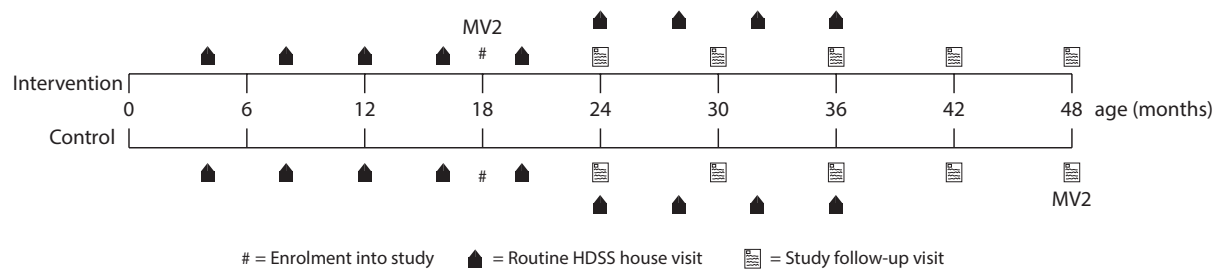 MV2
#
Intervention
0 6 12 18 24 30 36 42 48 age (months)
Control
#
MV2
# = Enrolment into study = Routine HDSS house visit = Study follow-up visit